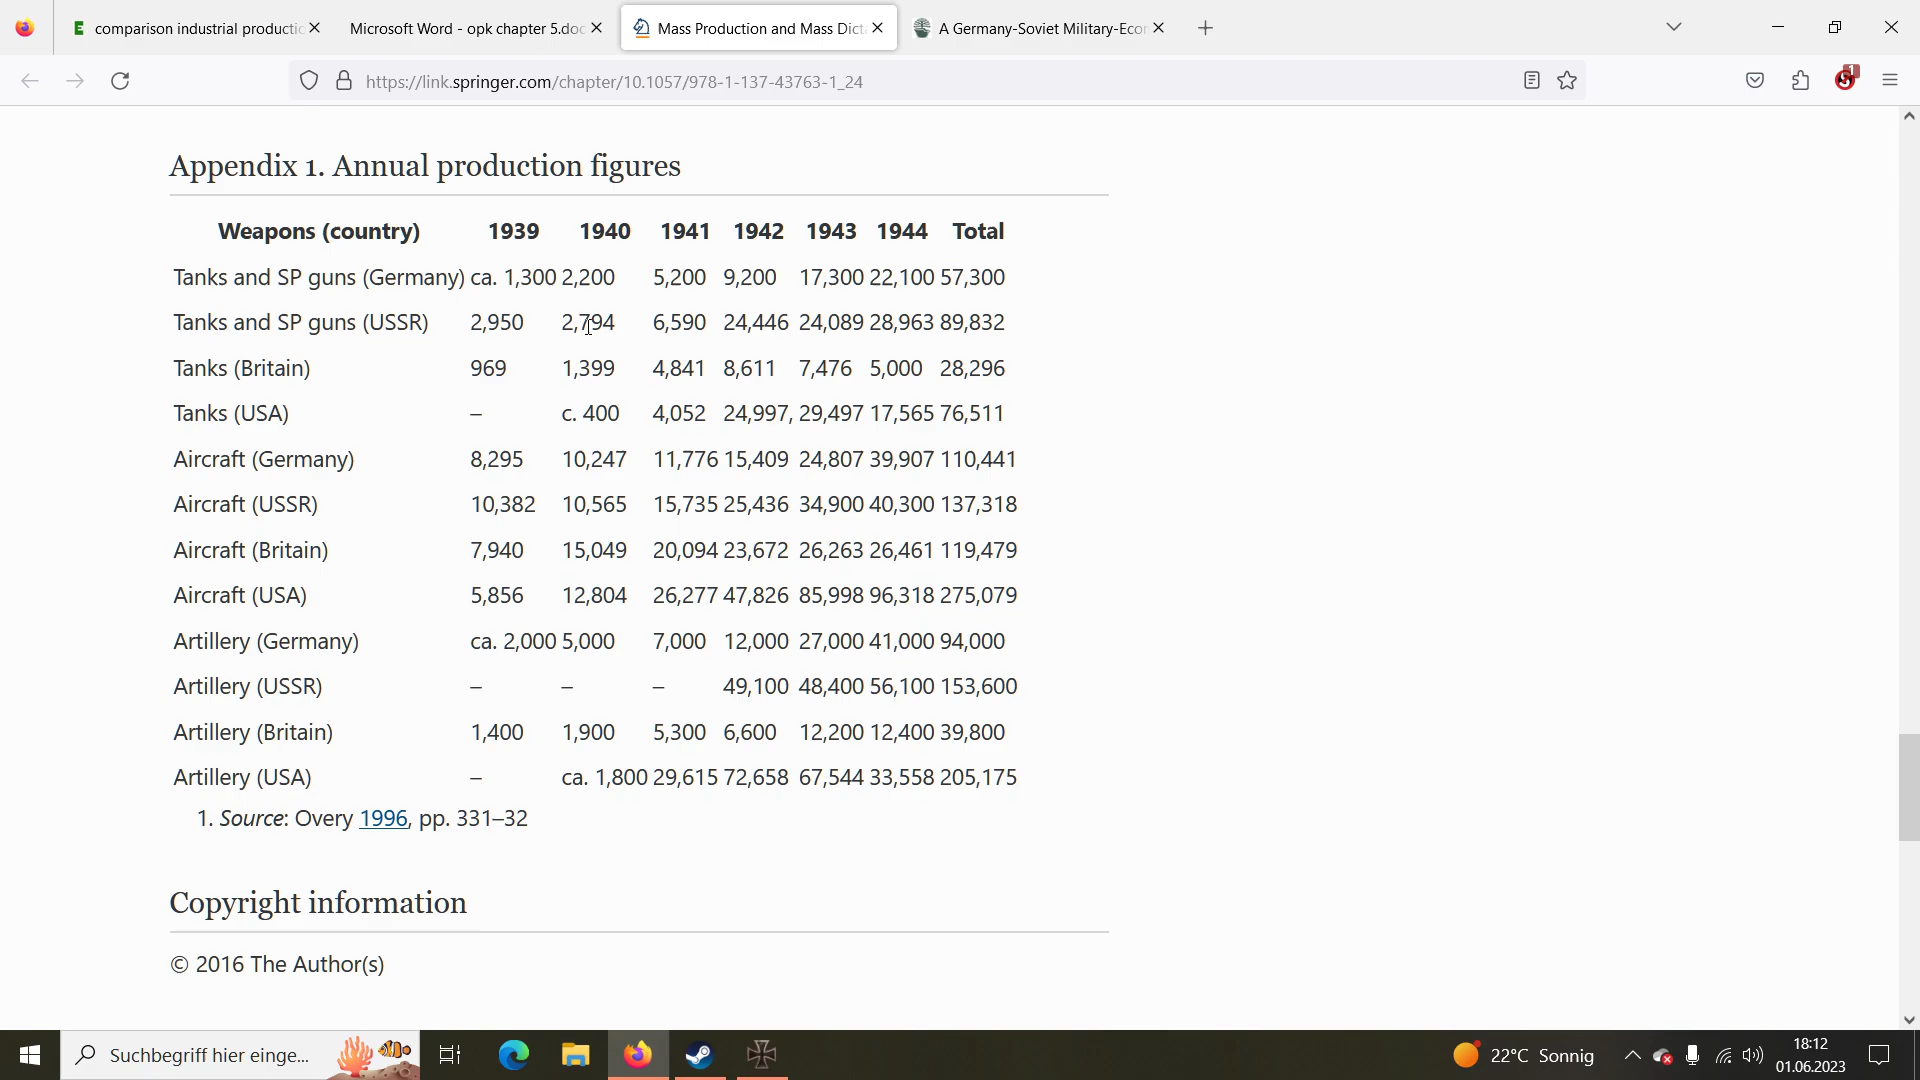 comparison industrial productic
Microsoft Word - opk chapter 5.doc
Mass Production and Mass Dicta
A Germany-Soviet Military-Econ
https://link.springer.com/chapter/10.1057/978-1-137-43763-1_24
1
Appendix 1. Annual production figures
Weapons (country) 1939 1940 1941 1942 1943 1944 Total
Tanks and SP guns (Germany) ca. 1,300 2,200 5,200 9,200 17,300 22,100 57,300
Tanks and SP guns (USSR) 2,950 2,794 6,590 24,446 24,089 28,963 89,832
Tanks (Britain) 969 1,399 4,841 8,611 7,476 5,000 28,296
Tanks (USA) – c. 400 4,052 24,997, 29,497 17,565 76,511
Aircraft (Germany) 8,295 10,247 11,776 15,409 24,807 39,907 110,441
Aircraft (USSR) 10,382 10,565 15,735 25,436 34,900 40,300 137,318
Aircraft (Britain) 7,940 15,049 20,094 23,672 26,263 26,461 119,479
Aircraft (USA) 5,856 12,804 26,277 47,826 85,998 96,318 275,079
Artillery (Germany) ca. 2,000 5,000 7,000 12,000 27,000 41,000 94,000
Artillery (USSR) – – – 49,100 48,400 56,100 153,600
Artillery (Britain) 1,400 1,900 5,300 6,600 12,200 12,400 39,800
Artillery (USA) – ca. 1,800 29,615 72,658 67,544 33,558 205,175
1. Source: Overy 1996, pp. 331–32
Copyright information
© 2016 The Author(s)
Suchbegriff hier einge...
22°C Sonnig
18:12
01.06.2023